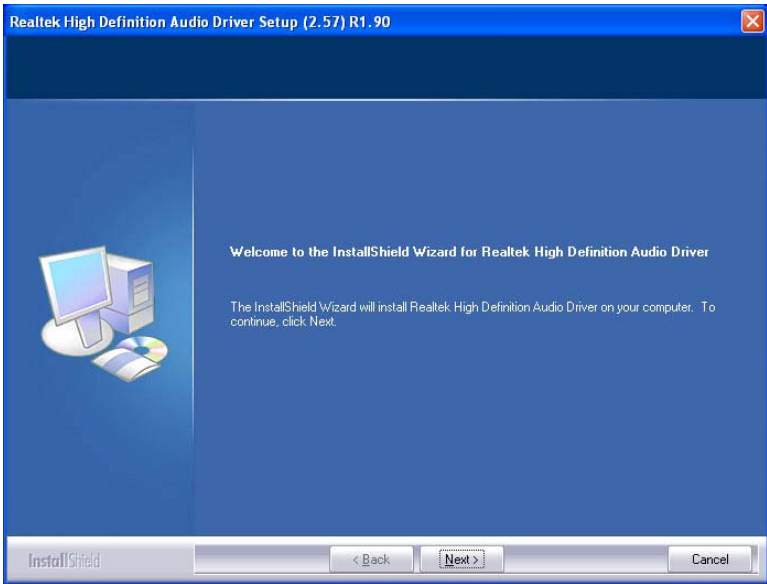 Realtek High Definition Audio Driver Setup (2.57) R1.90
Welcome to the InstallShield Wizard for Realtek High Definition Audio Driver
The InstallShield Wizard will install Realtek High Definition Audio Driver on your computer. To
continue, click Next.
InstallShield
< Back Next > Cancel